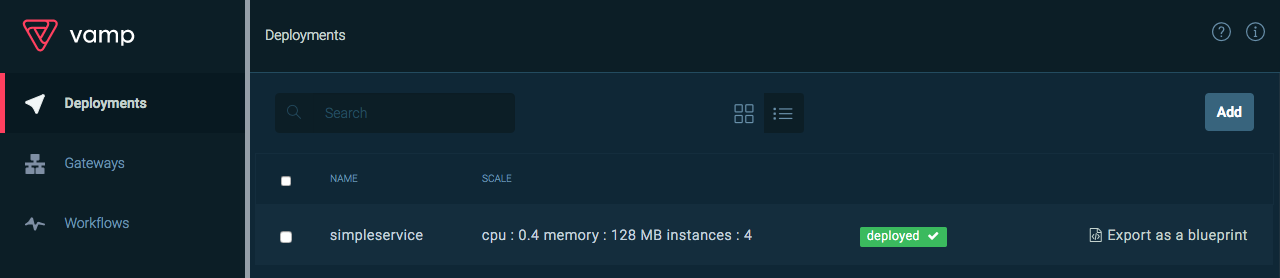 vamp
Deployments
Gateways
Workflows
Deployments
Search
Add
NAME SCALE
simpleservice cpu : 0.4 memory : 128 MB instances : 4 deployed Export as a blueprint